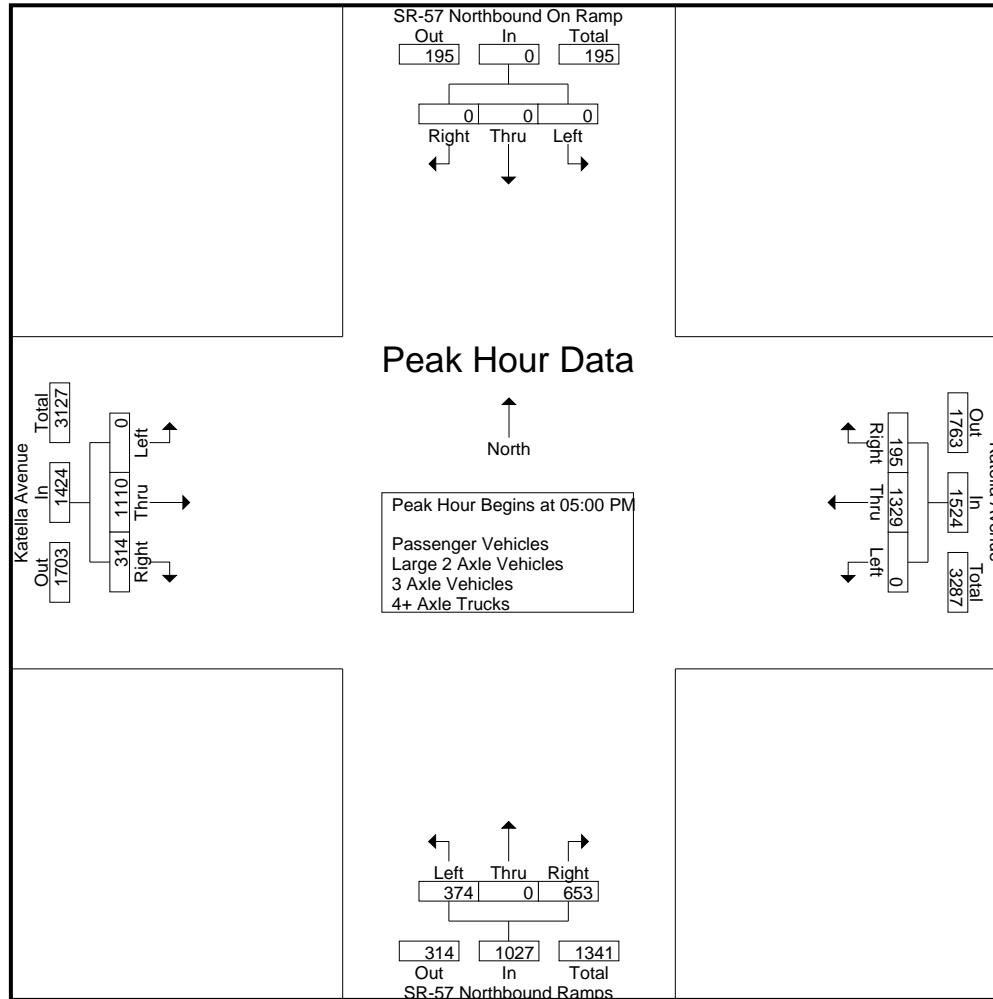 SR-57 Northbound On Ramp
Out In Total
195 0 195
0 0 0
Right Thru Left
Peak Hour Data
North
Peak Hour Begins at 05:00 PM
Passenger Vehicles
Large 2 Axle Vehicles
3 Axle Vehicles
4+ Axle Trucks
Katella Avenue
Out In Total
1703 1424 3127
314 1110 0
Right Thru Left
Out In Total
1763 1524 3287
195 1329 0
Right Thru Left
Left Thru Right
374 0 653
314 1027 1341
Out In Total
SR-57 Northbound Ramps